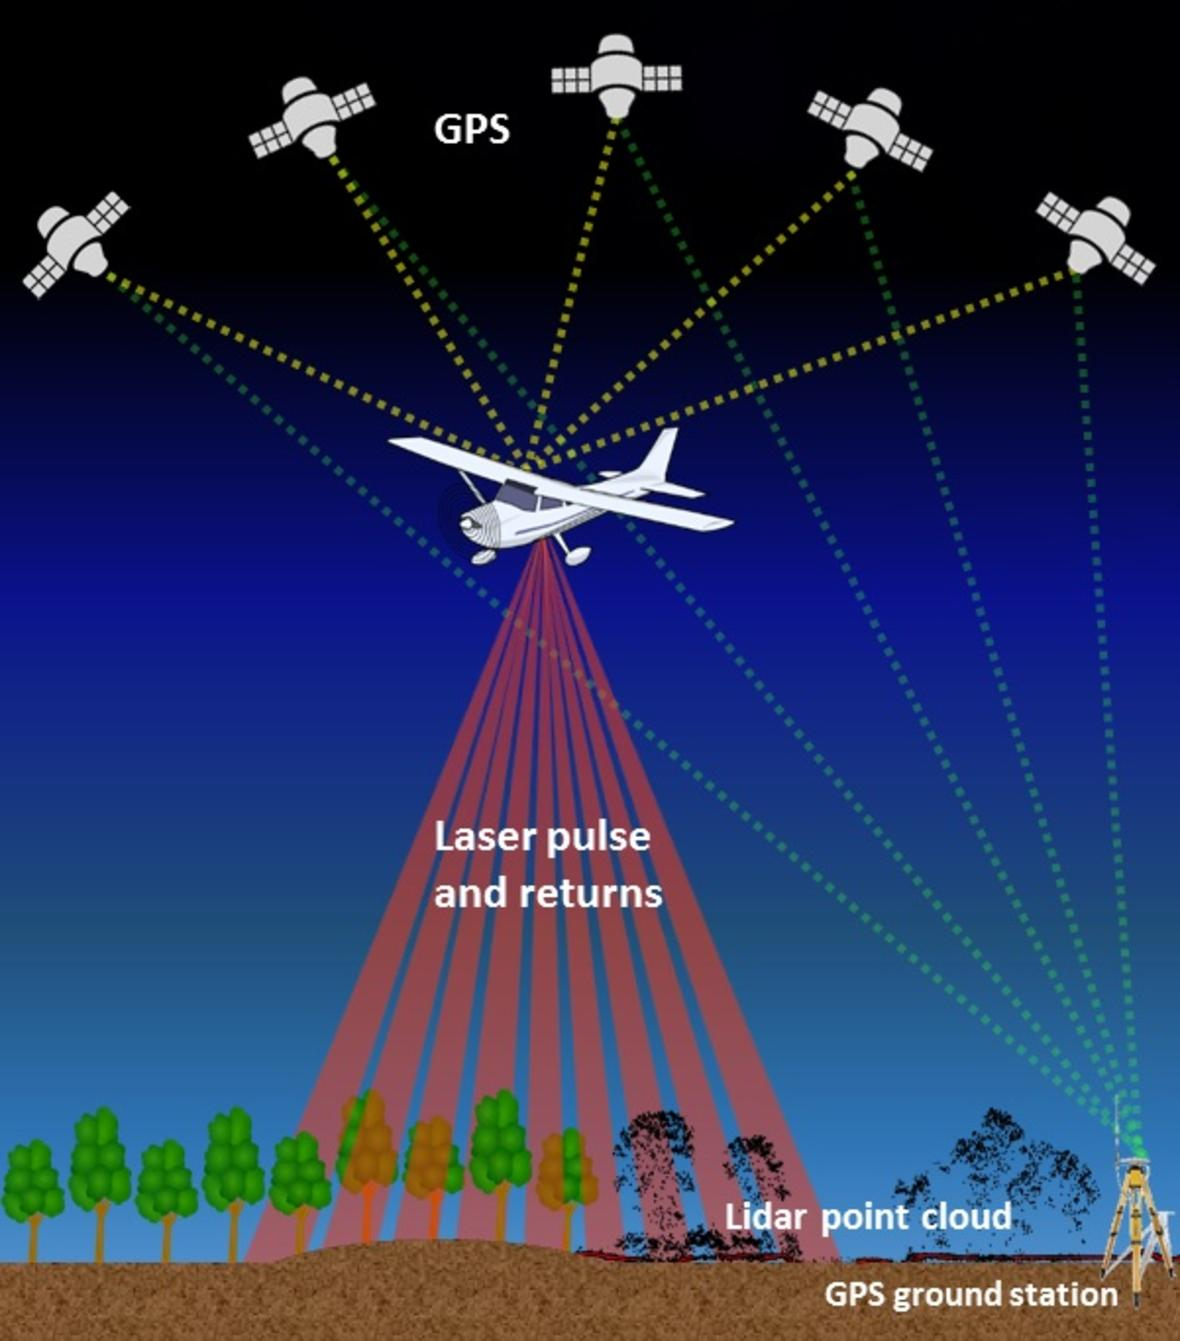 GPS
Laser pulse
and returns
Lidar point cloud
GPS ground station